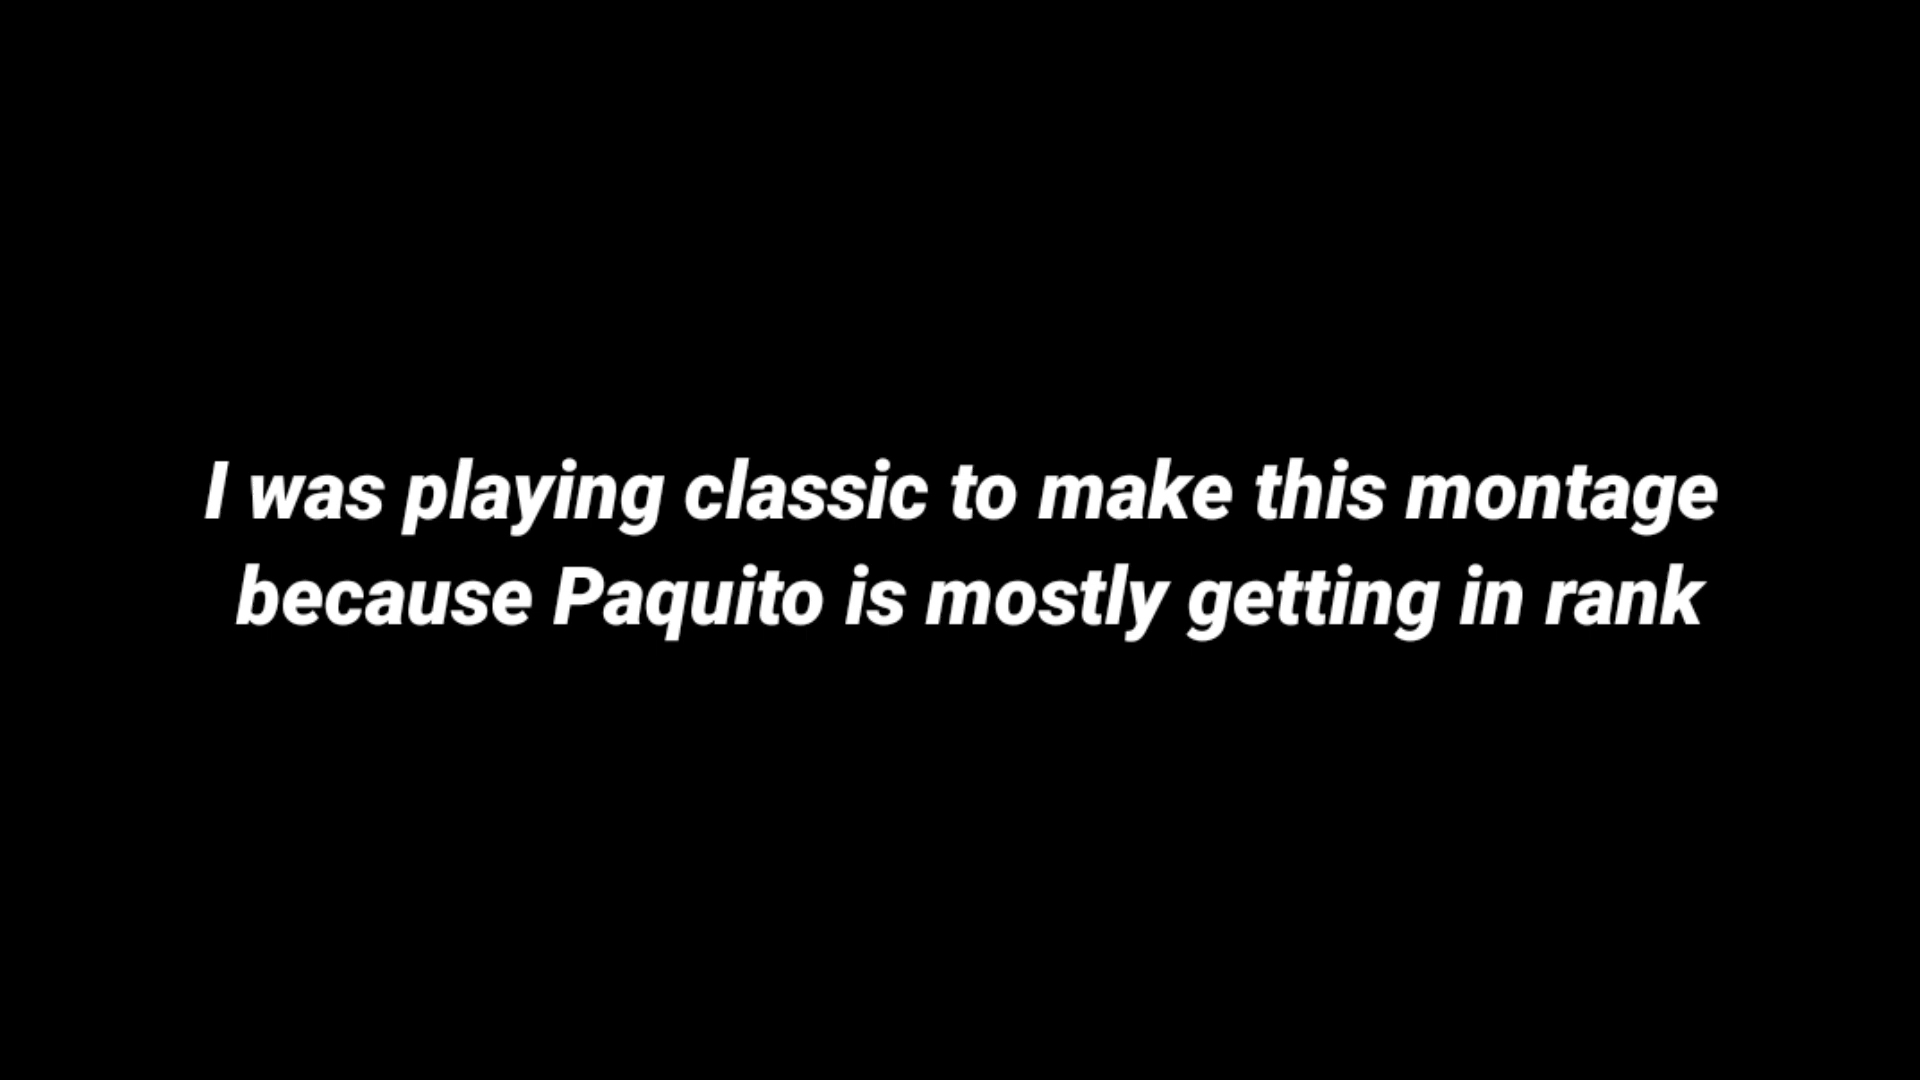 I was playing classic to make this montage
because Paquito is mostly getting in rank